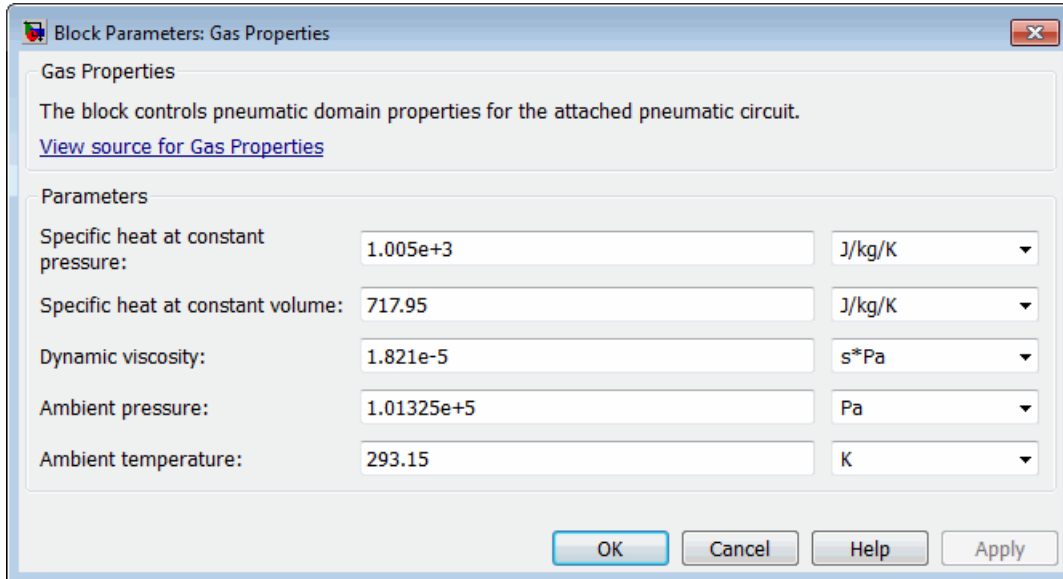 Block Parameters: Gas Properties
Gas Properties
The block controls pneumatic domain properties for the attached pneumatic circuit.
View source for Gas Properties
Parameters
Specific heat at constant
pressure:
1.005e+3
J/kg/K
Specific heat at constant volume:
717.95
J/kg/K
Dynamic viscosity:
1.821e-5
s*Pa
Ambient pressure:
1.01325e+5
Pa
Ambient temperature:
293.15
K
OK
Cancel
Help
Apply